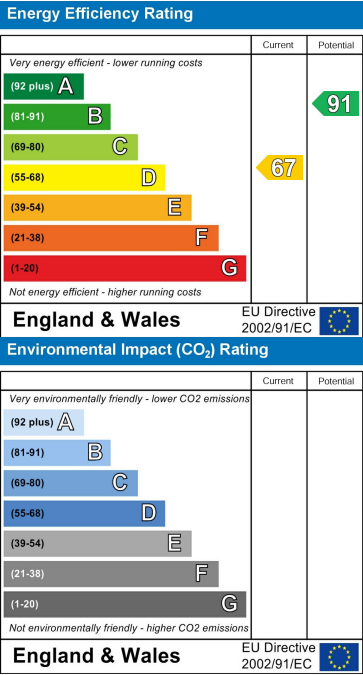 Energy Efficiency Rating
Current Potential
Very energy efficient - lower running costs
(92 plus) A
(81-91) B
(69-80) C
(55-68) D
(39-54) E
(21-38) F
(1-20) G
67
91
Not energy efficient - higher running costs
England & Wales
EU Directive
2002/91/EC
Environmental Impact (CO₂) Rating
Current Potential
Very environmentally friendly - lower CO2 emissions
(92 plus) A
(81-91) B
(69-80) C
(55-68) D
(39-54) E
(21-38) F
(1-20) G
Not environmentally friendly - higher CO2 emissions
England & Wales
EU Directive
2002/91/EC